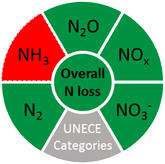 N₂O
NH₃
NOₓ
Overall
N loss
N₂
NO₃⁻
UNECE
Categories